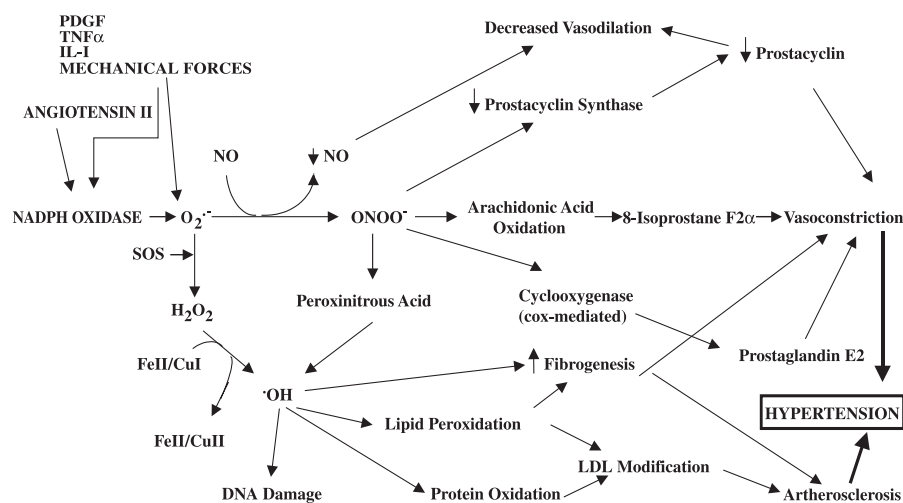 PDGF
TNFα
IL-I
MECHANICAL FORCES
Decreased Vasodilation
Prostacyclin
ANGIOTENSIN II
Prostacyclin Synthase
NO
NO
NADPH OXIDASE
O₂·⁻
ONOO⁻
Arachidonic Acid
Oxidation
8-Isoprostane F2α
Vasoconstriction
SOS
H₂O₂
Peroxinitrous Acid
Cyclooxygenase
(cox-mediated)
FeII/CuI
Fibrogenesis
Prostaglandin E2
·OH
HYPERTENSION
FeII/CuII
Lipid Peroxidation
LDL Modification
DNA Damage
Protein Oxidation
Artherosclerosis